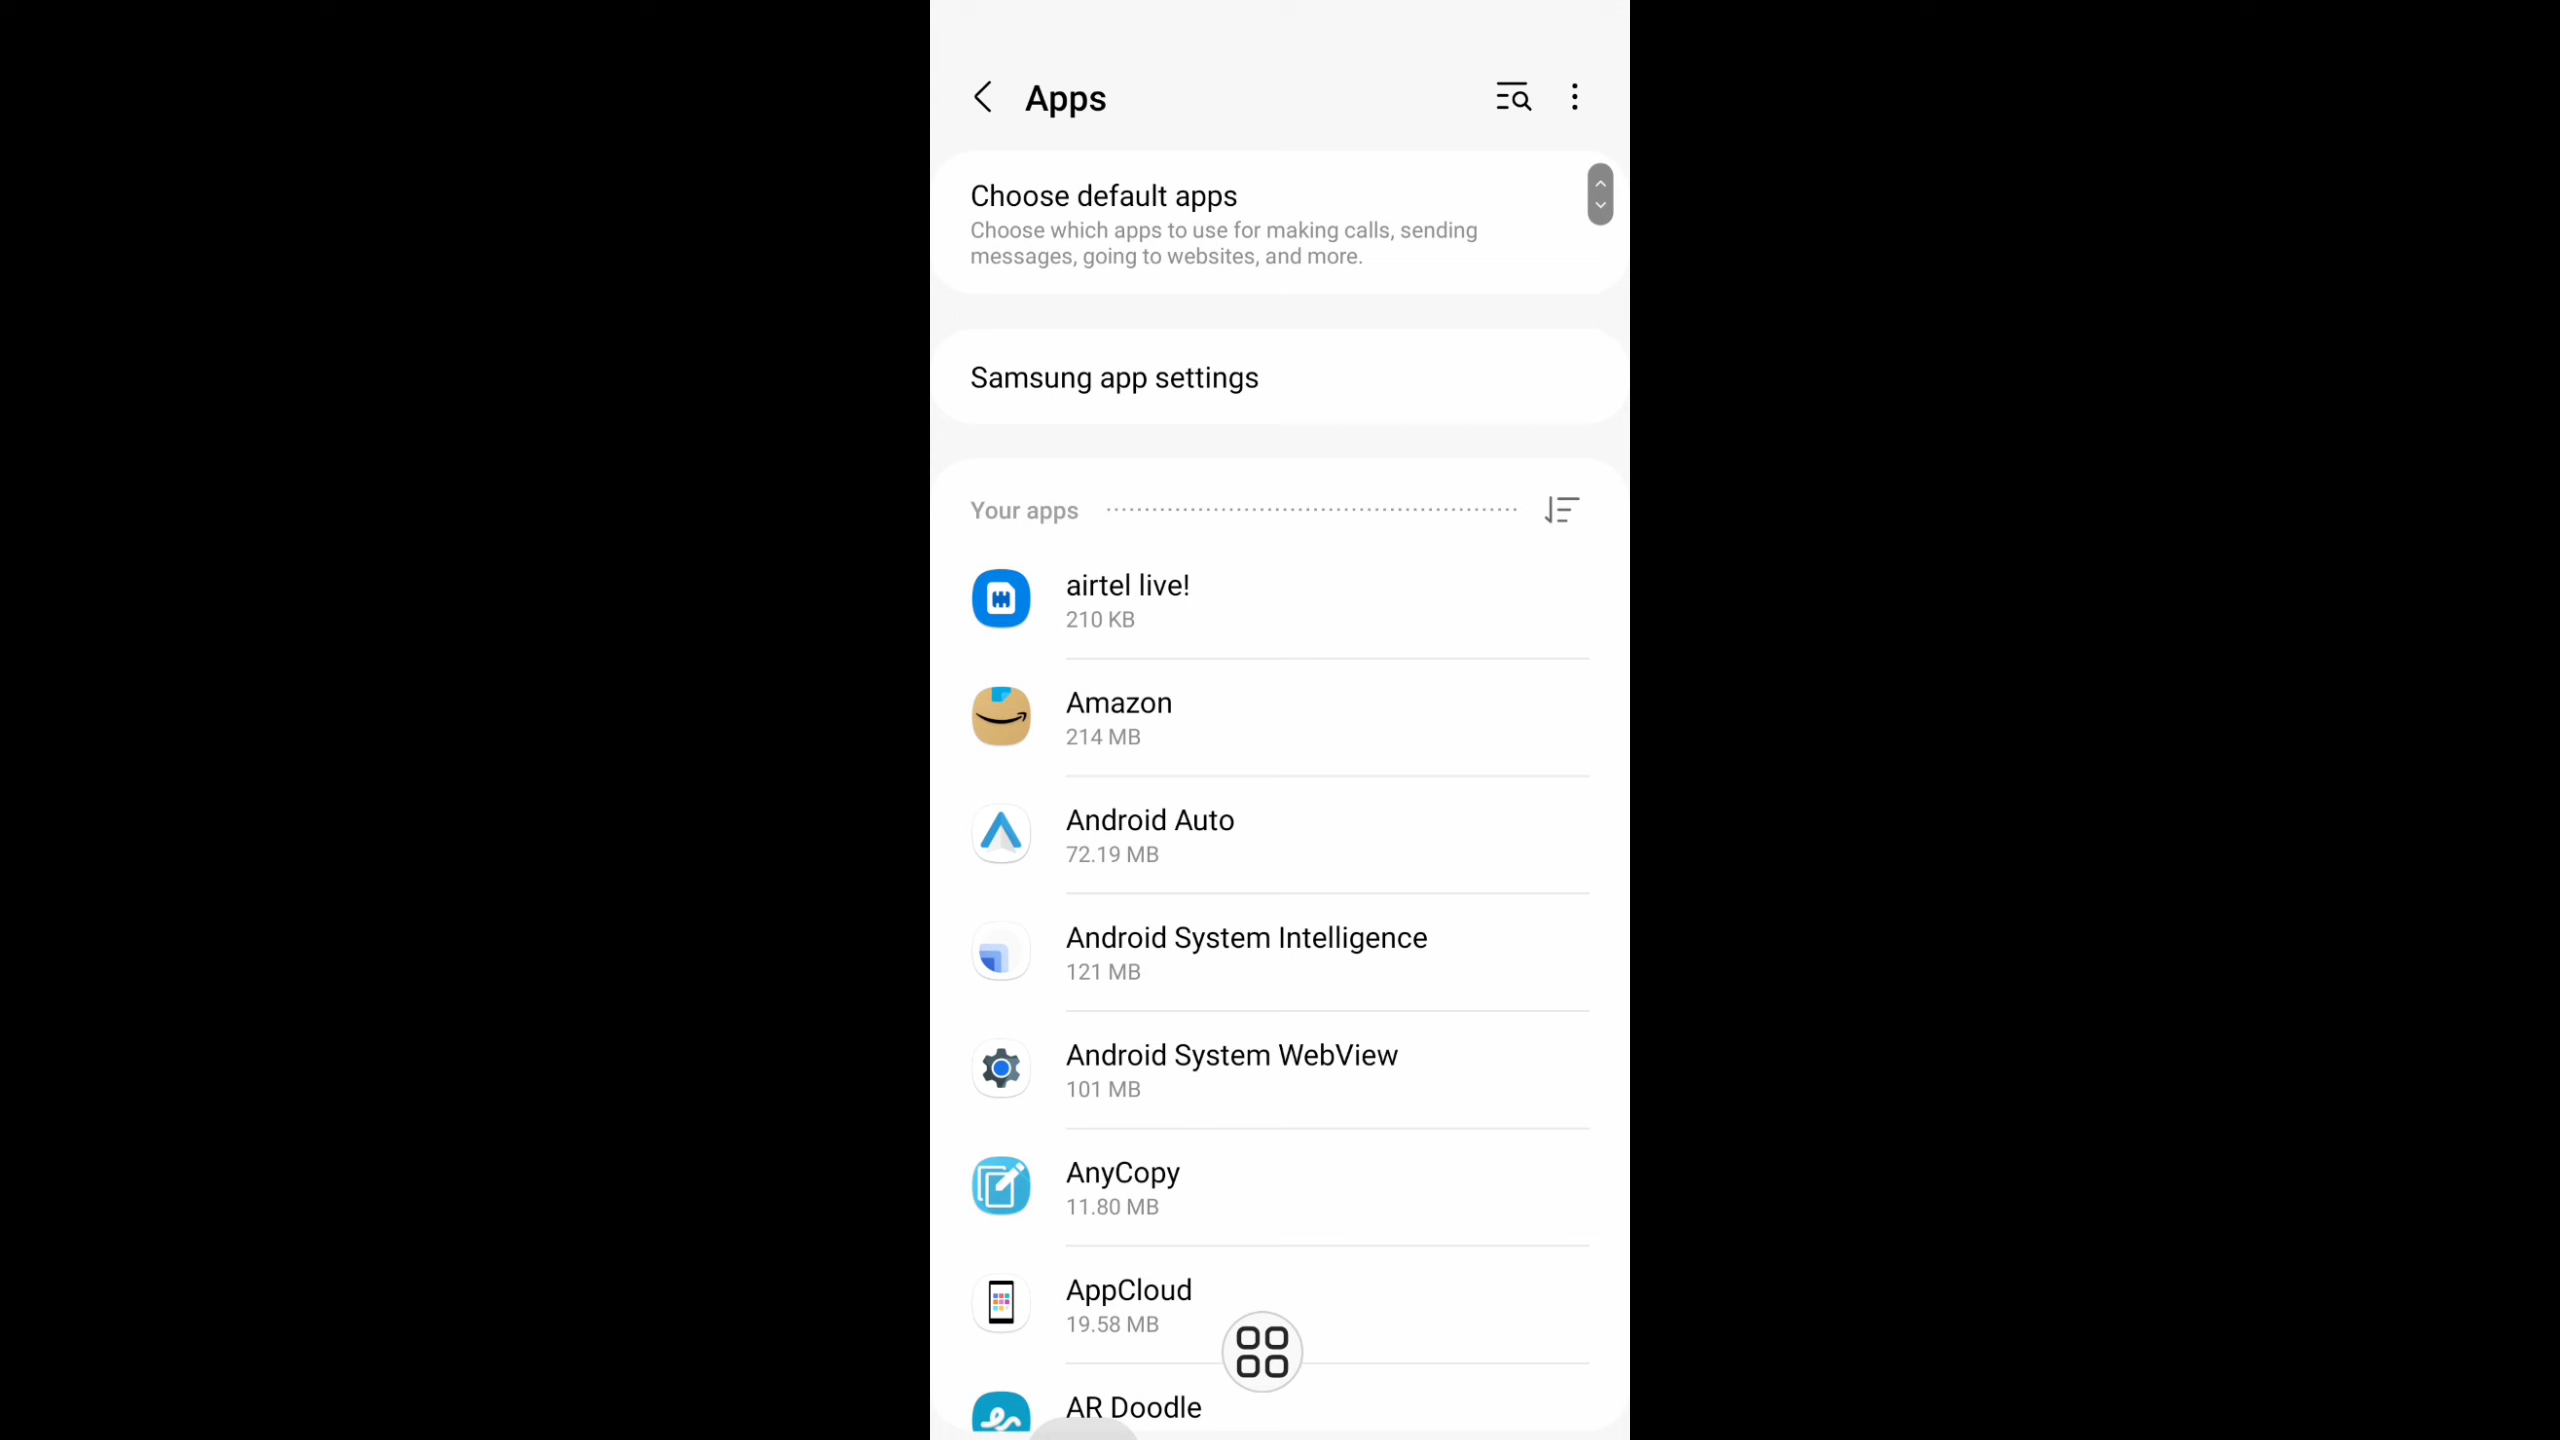 Apps
Choose default apps
Choose which apps to use for making calls, sending
messages, going to websites, and more.
Samsung app settings
Your apps
airtel live!
210 KB
Amazon
214 MB
Android Auto
72.19 MB
Android System Intelligence
121 MB
Android System WebView
101 MB
AnyCopy
11.80 MB
AppCloud
19.58 MB
AR Doodle